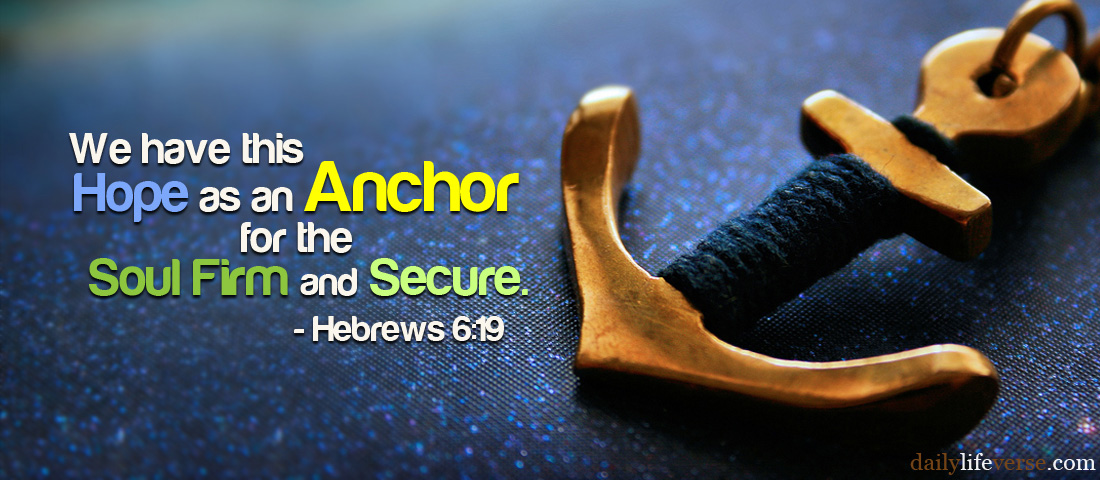 We have this
Hope as an Anchor
for the
Soul Firm and Secure.
- Hebrews 6:19
dailylifeverse.com